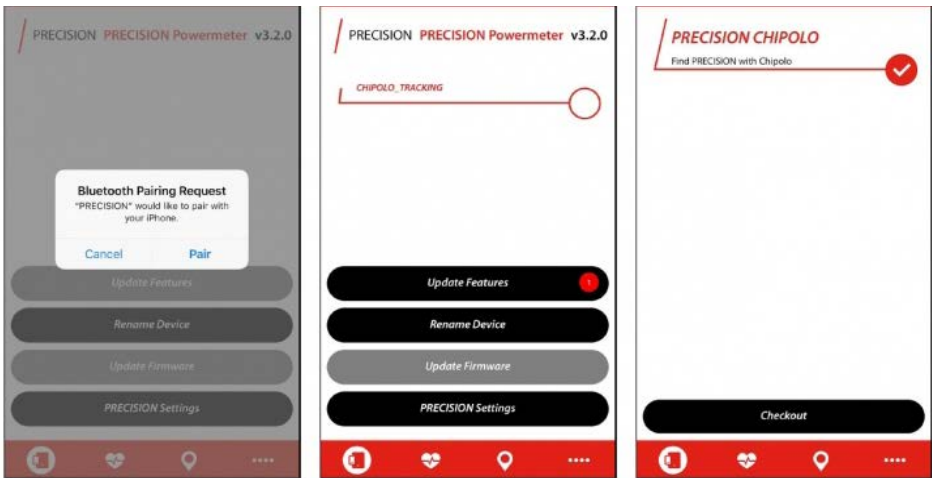 PRECISION PRECISION Powermeter v3.2.0
Bluetooth Pairing Request
"PRECISION" would like to pair with
your iPhone.
Cancel Pair
Update Features
Rename Device
Update Firmware
PRECISION Settings
PRECISION PRECISION Powermeter v3.2.0
CHIPOLO_TRACKING
Update Features 1
Rename Device
Update Firmware
PRECISION Settings
PRECISION CHIPOLO
Find PRECISION with Chipolo
Checkout